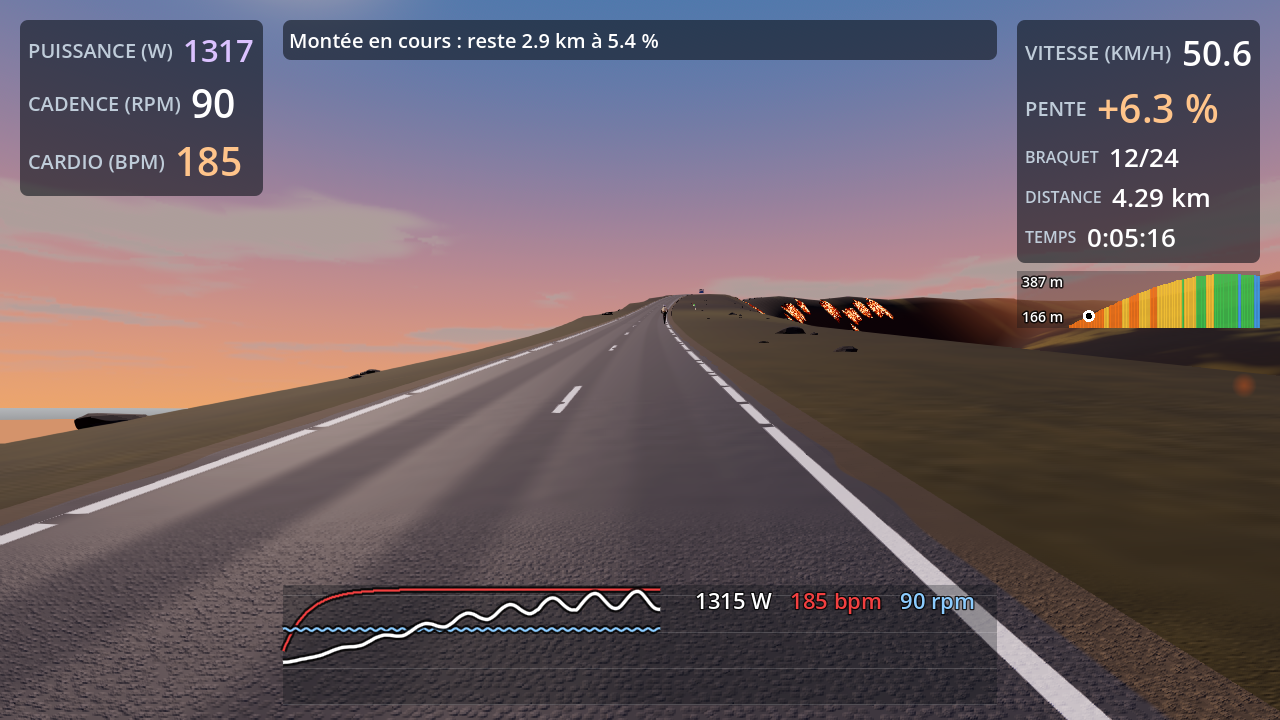 PUISSANCE (W) 1317
CADENCE (RPM) 90
CARDIO (BPM) 185
Montée en cours : reste 2.9 km à 5.4 %
VITESSE (KM/H) 50.6
PENTE +6.3 %
BRAQUET 12/24
DISTANCE 4.29 km
TEMPS 0:05:16
387 m
166 m
1315 W 185 bpm 90 rpm